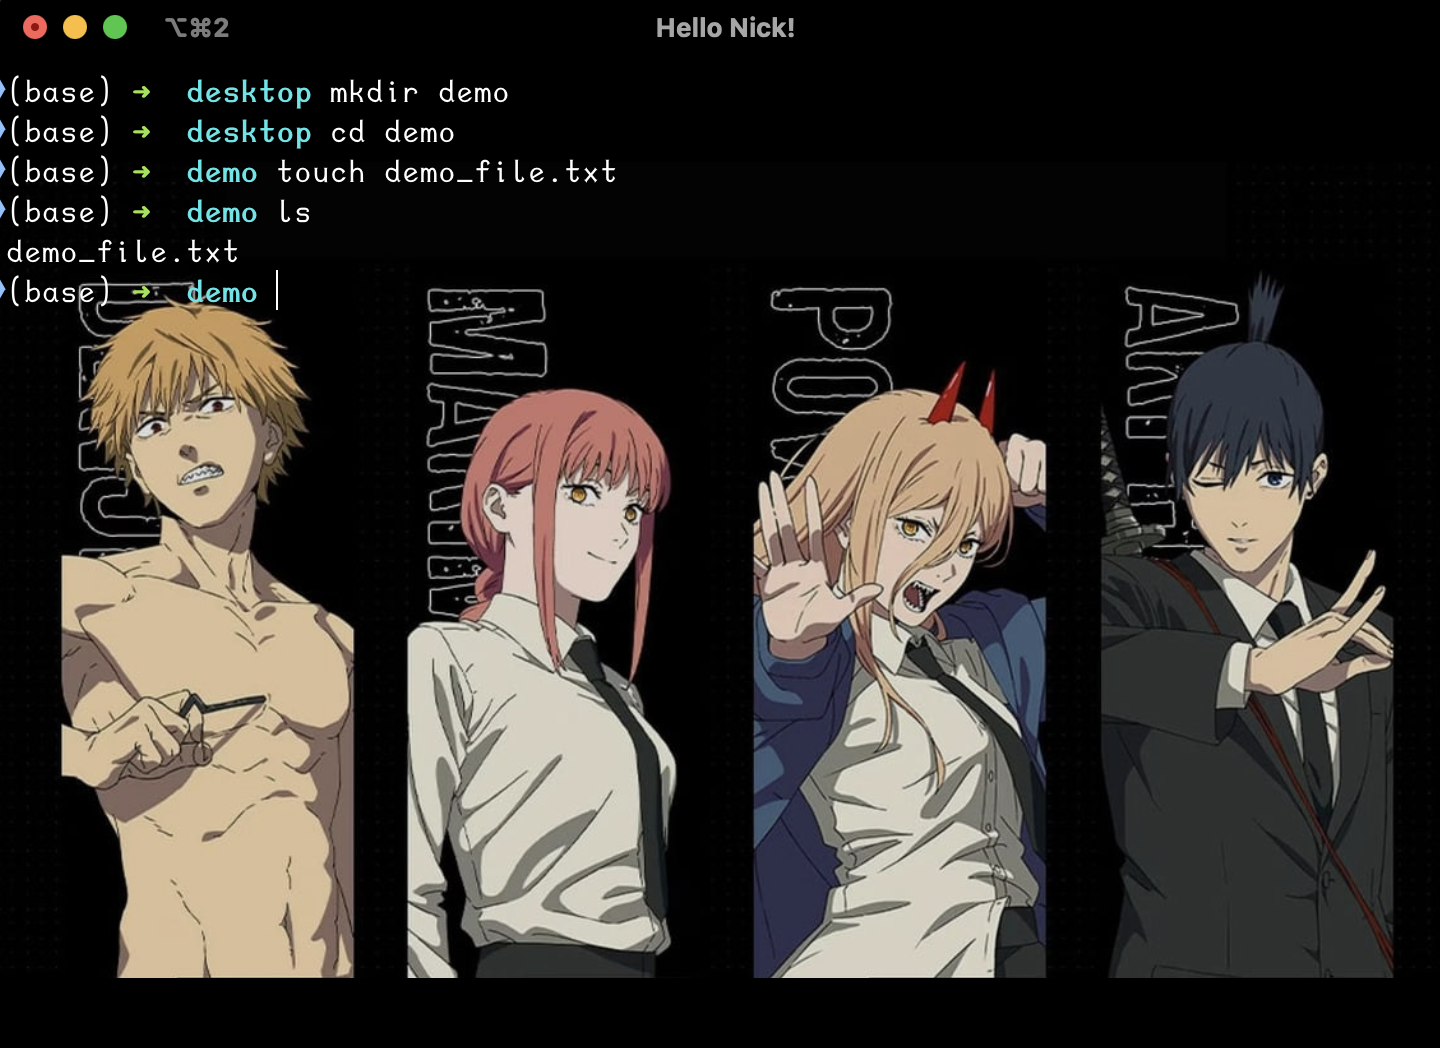 ⌥⌘2
Hello Nick!
(base) ➜ desktop mkdir demo
(base) ➜ desktop cd demo
(base) ➜ demo touch demo_file.txt
(base) ➜ demo ls
demo_file.txt
(base) ➜ demo